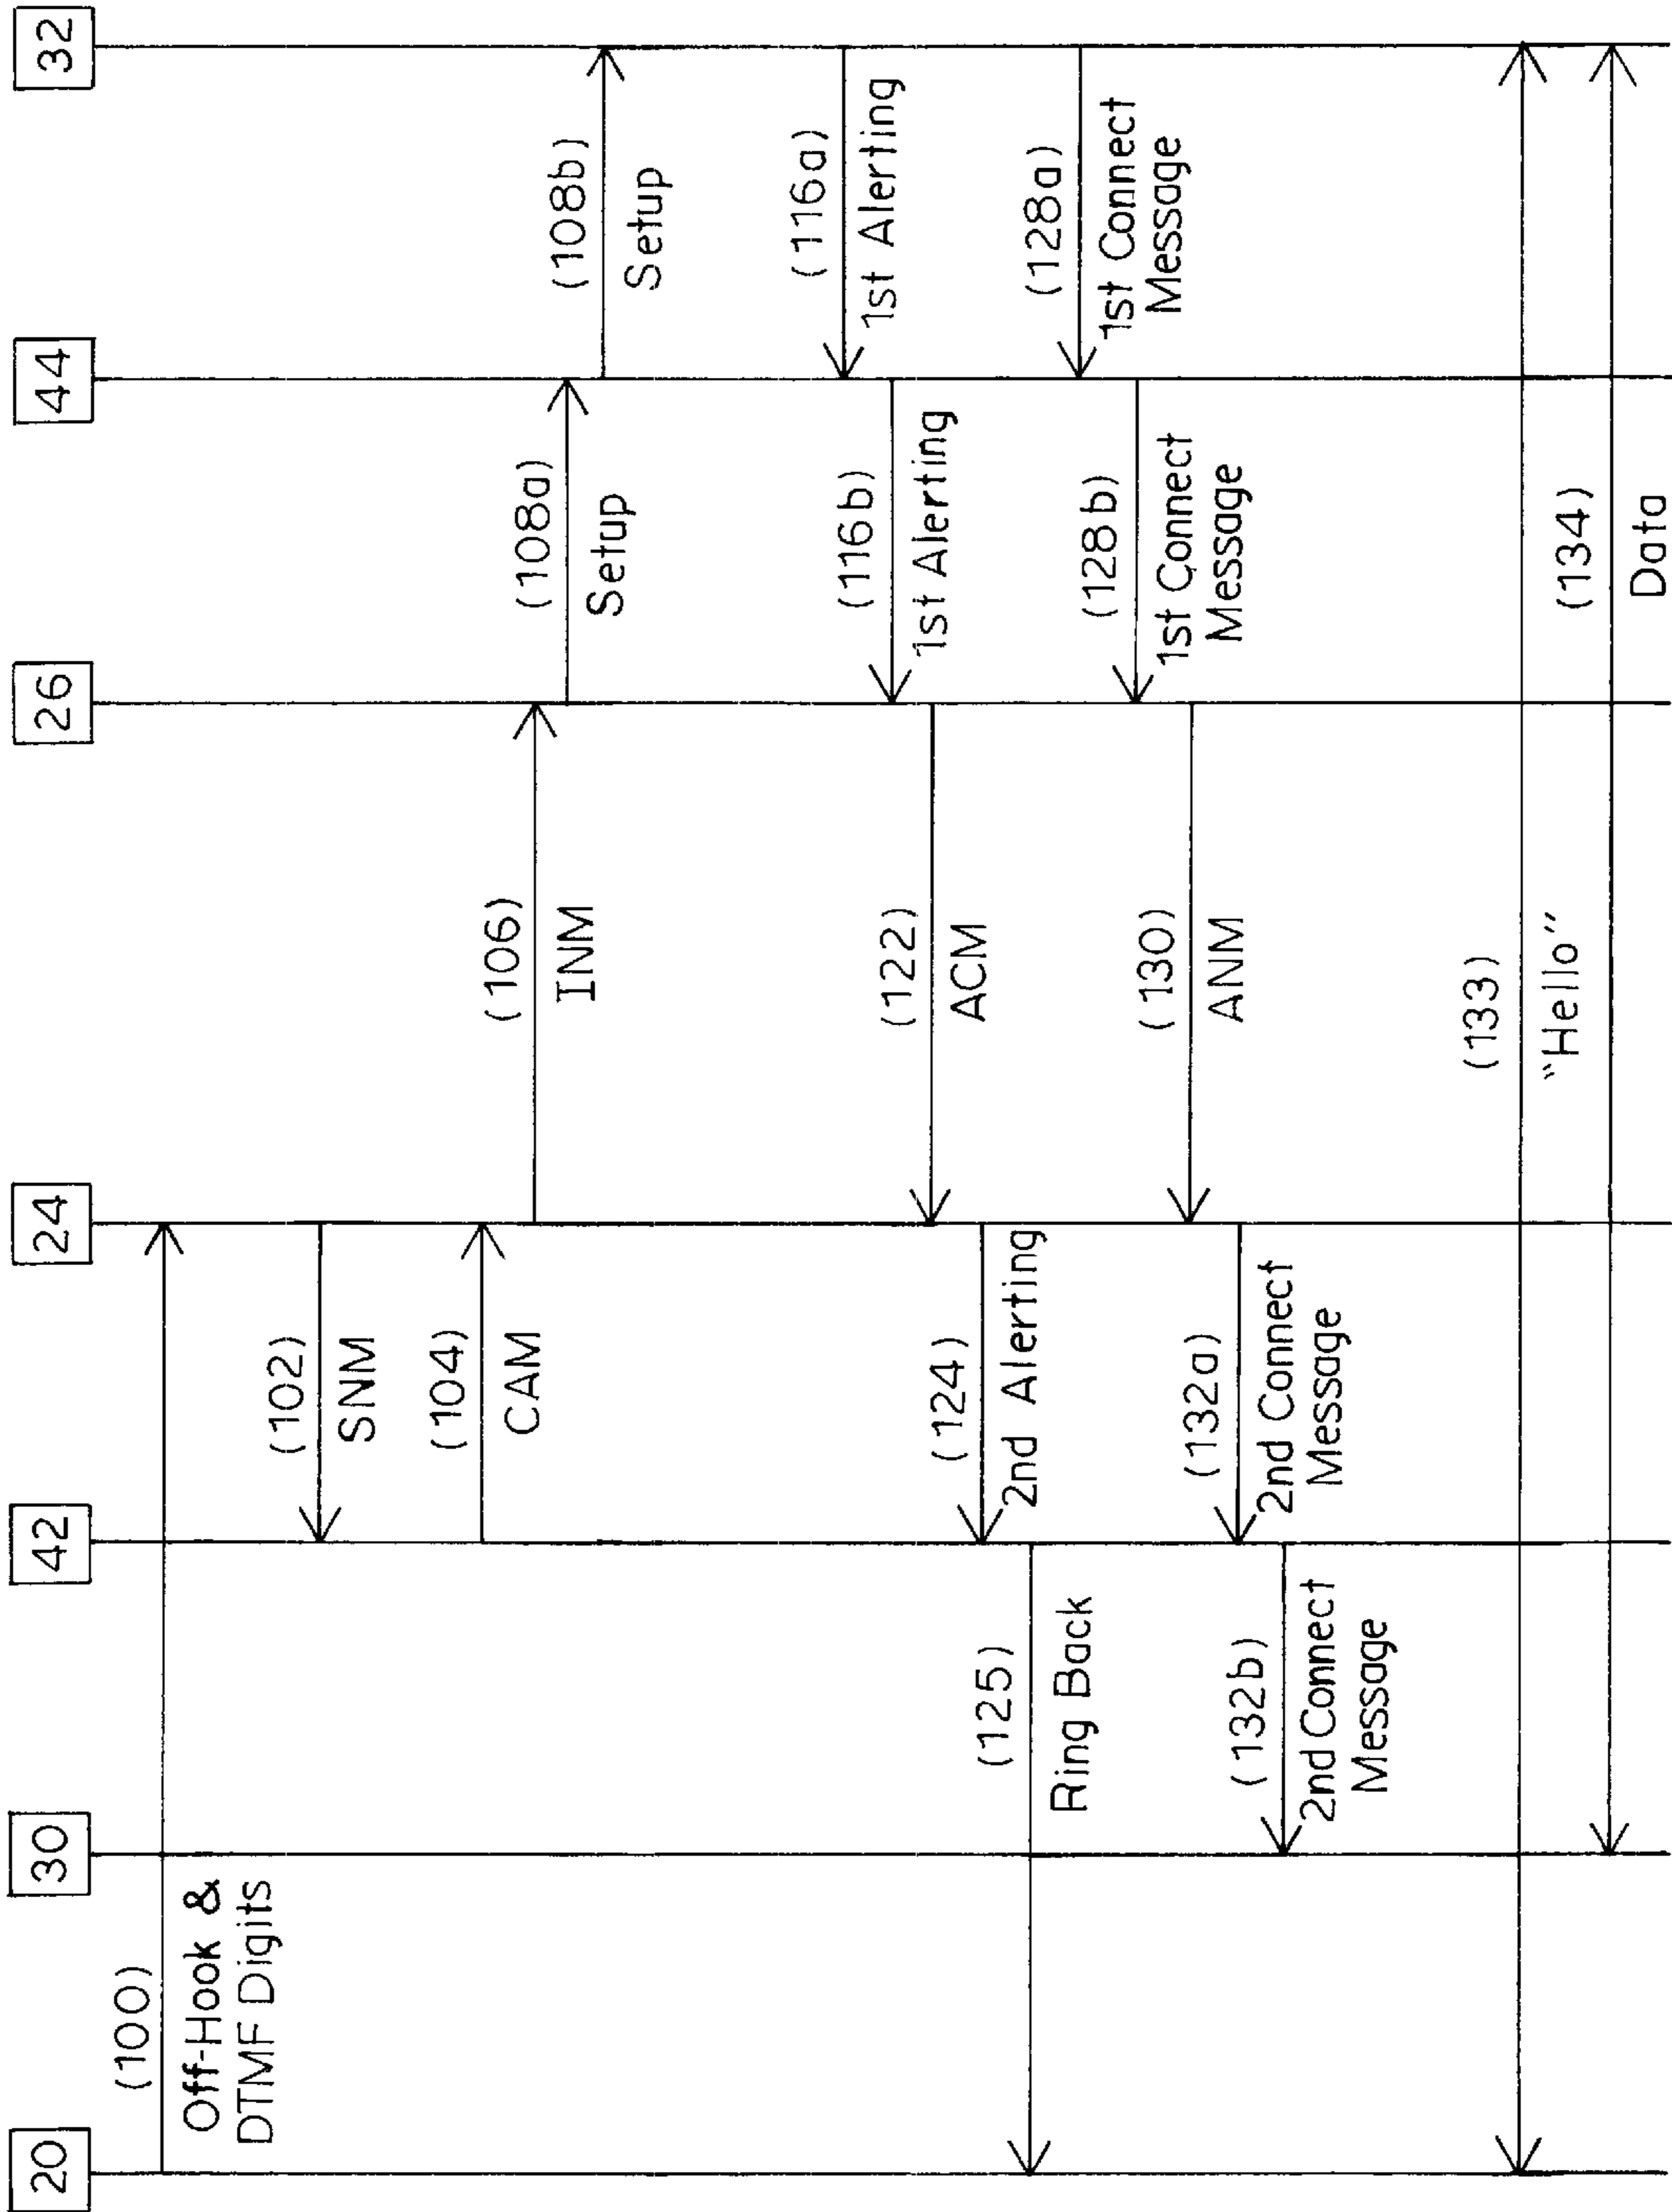 20 30 42 24 26 44 32
(100)
Off-Hook &
DTMF Digits
(102)
SNM
(104)
CAM
(106)
INM
(108a)
Setup
(108b)
Setup
(116a)
1st Alerting
(116b)
1st Alerting
(122)
ACM
(124)
2nd Alerting
(125)
Ring Back
(128a)
1st Connect
Message
(128b)
1st Connect
Message
(130)
ANM
(132a)
2nd Connect
Message
(132b)
2nd Connect
Message
(133)
“Hello”
(134)
Data